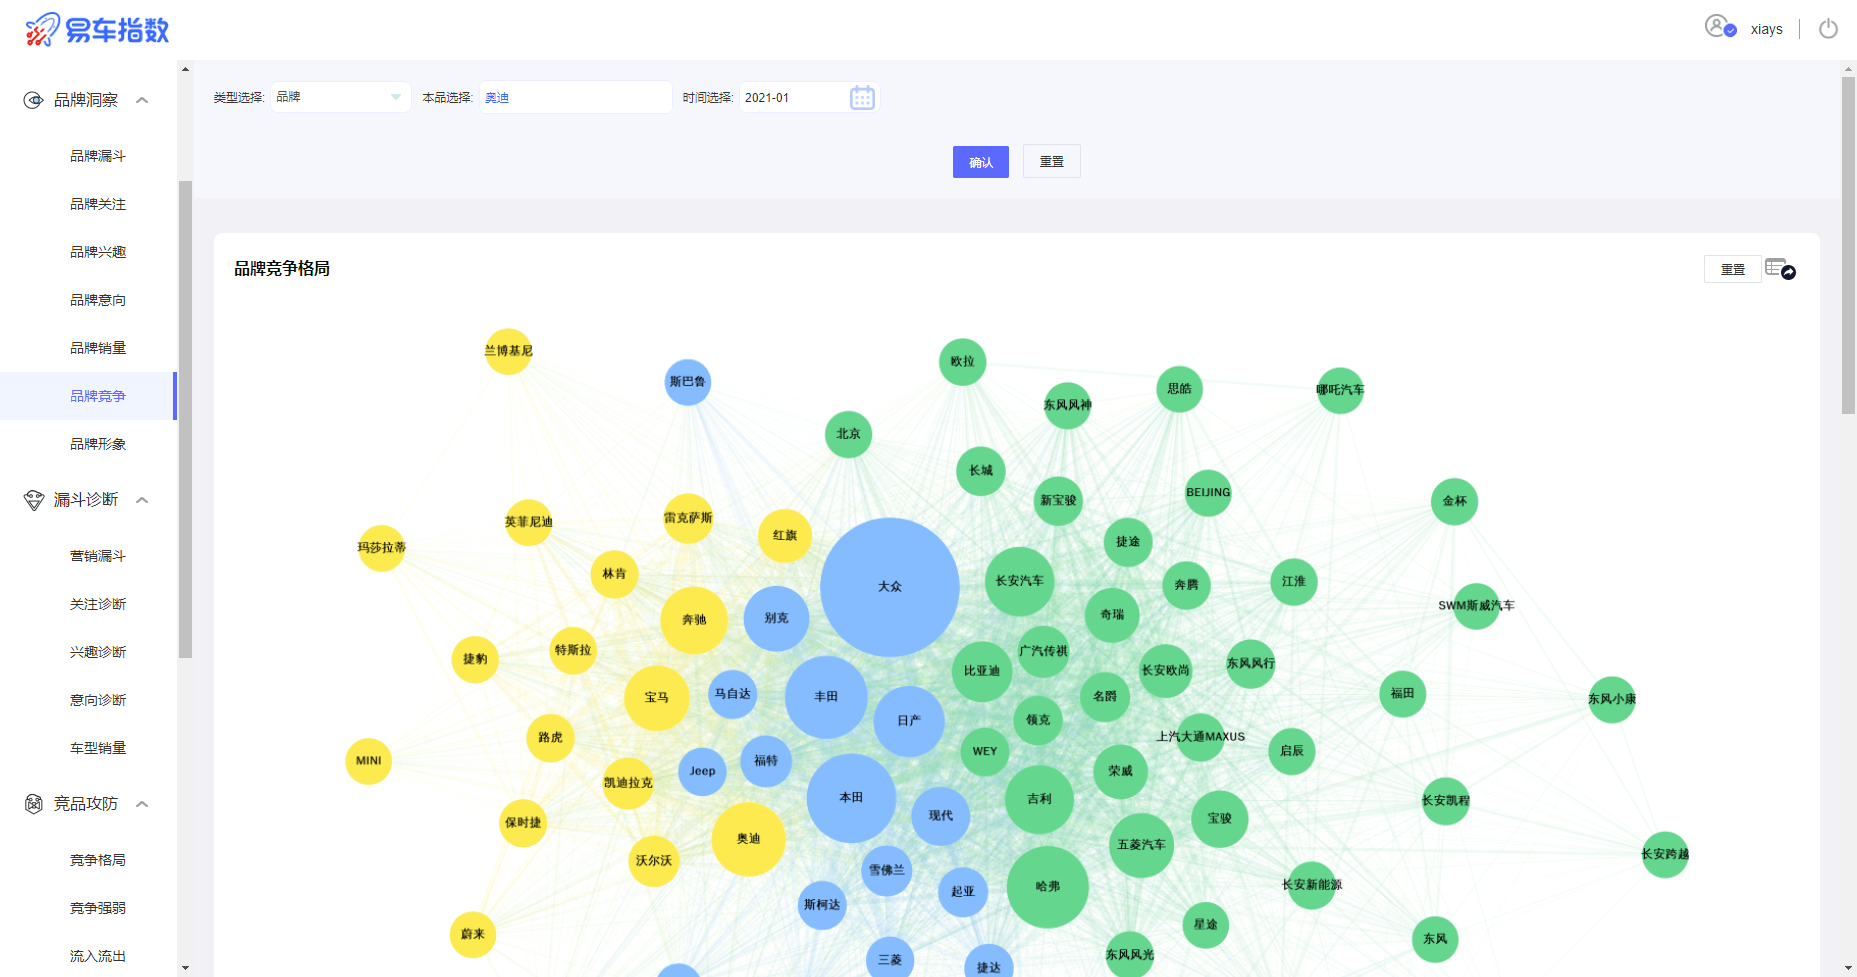 易车指数
xiays
品牌洞察
品牌漏斗
品牌关注
品牌兴趣
品牌意向
品牌销量
品牌竞争
品牌形象
漏斗诊断
营销漏斗
关注诊断
兴趣诊断
意向诊断
车型销量
竞品攻防
竞争格局
竞争强弱
流入流出
类型选择: 品牌 本品选择: 奥迪 时间选择: 2021-01
确认 重置
品牌竞争格局 重置
兰博基尼
斯巴鲁
欧拉
东风风神
思皓
哪吒汽车
北京
长城
新宝骏
BEIJING
金杯
英菲尼迪
雷克萨斯
红旗
玛莎拉蒂
捷途
林肯
大众
长安汽车
奔腾
江淮
奔驰
别克
奇瑞
SWM斯威汽车
捷豹
特斯拉
比亚迪
广汽传祺
长安欧尚
东风风行
宝马
马自达
丰田
日产
名爵
福田
东风小康
领克
路虎
上汽大通MAXUS
启辰
MINI
Jeep
福特
WEY
荣威
凯迪拉克
本田
吉利
长安凯程
保时捷
奥迪
现代
宝骏
五菱汽车
长安跨越
沃尔沃
雪佛兰
起亚
哈弗
长安新能源
斯柯达
蔚来
星途
东风
三菱
捷达
东风风光